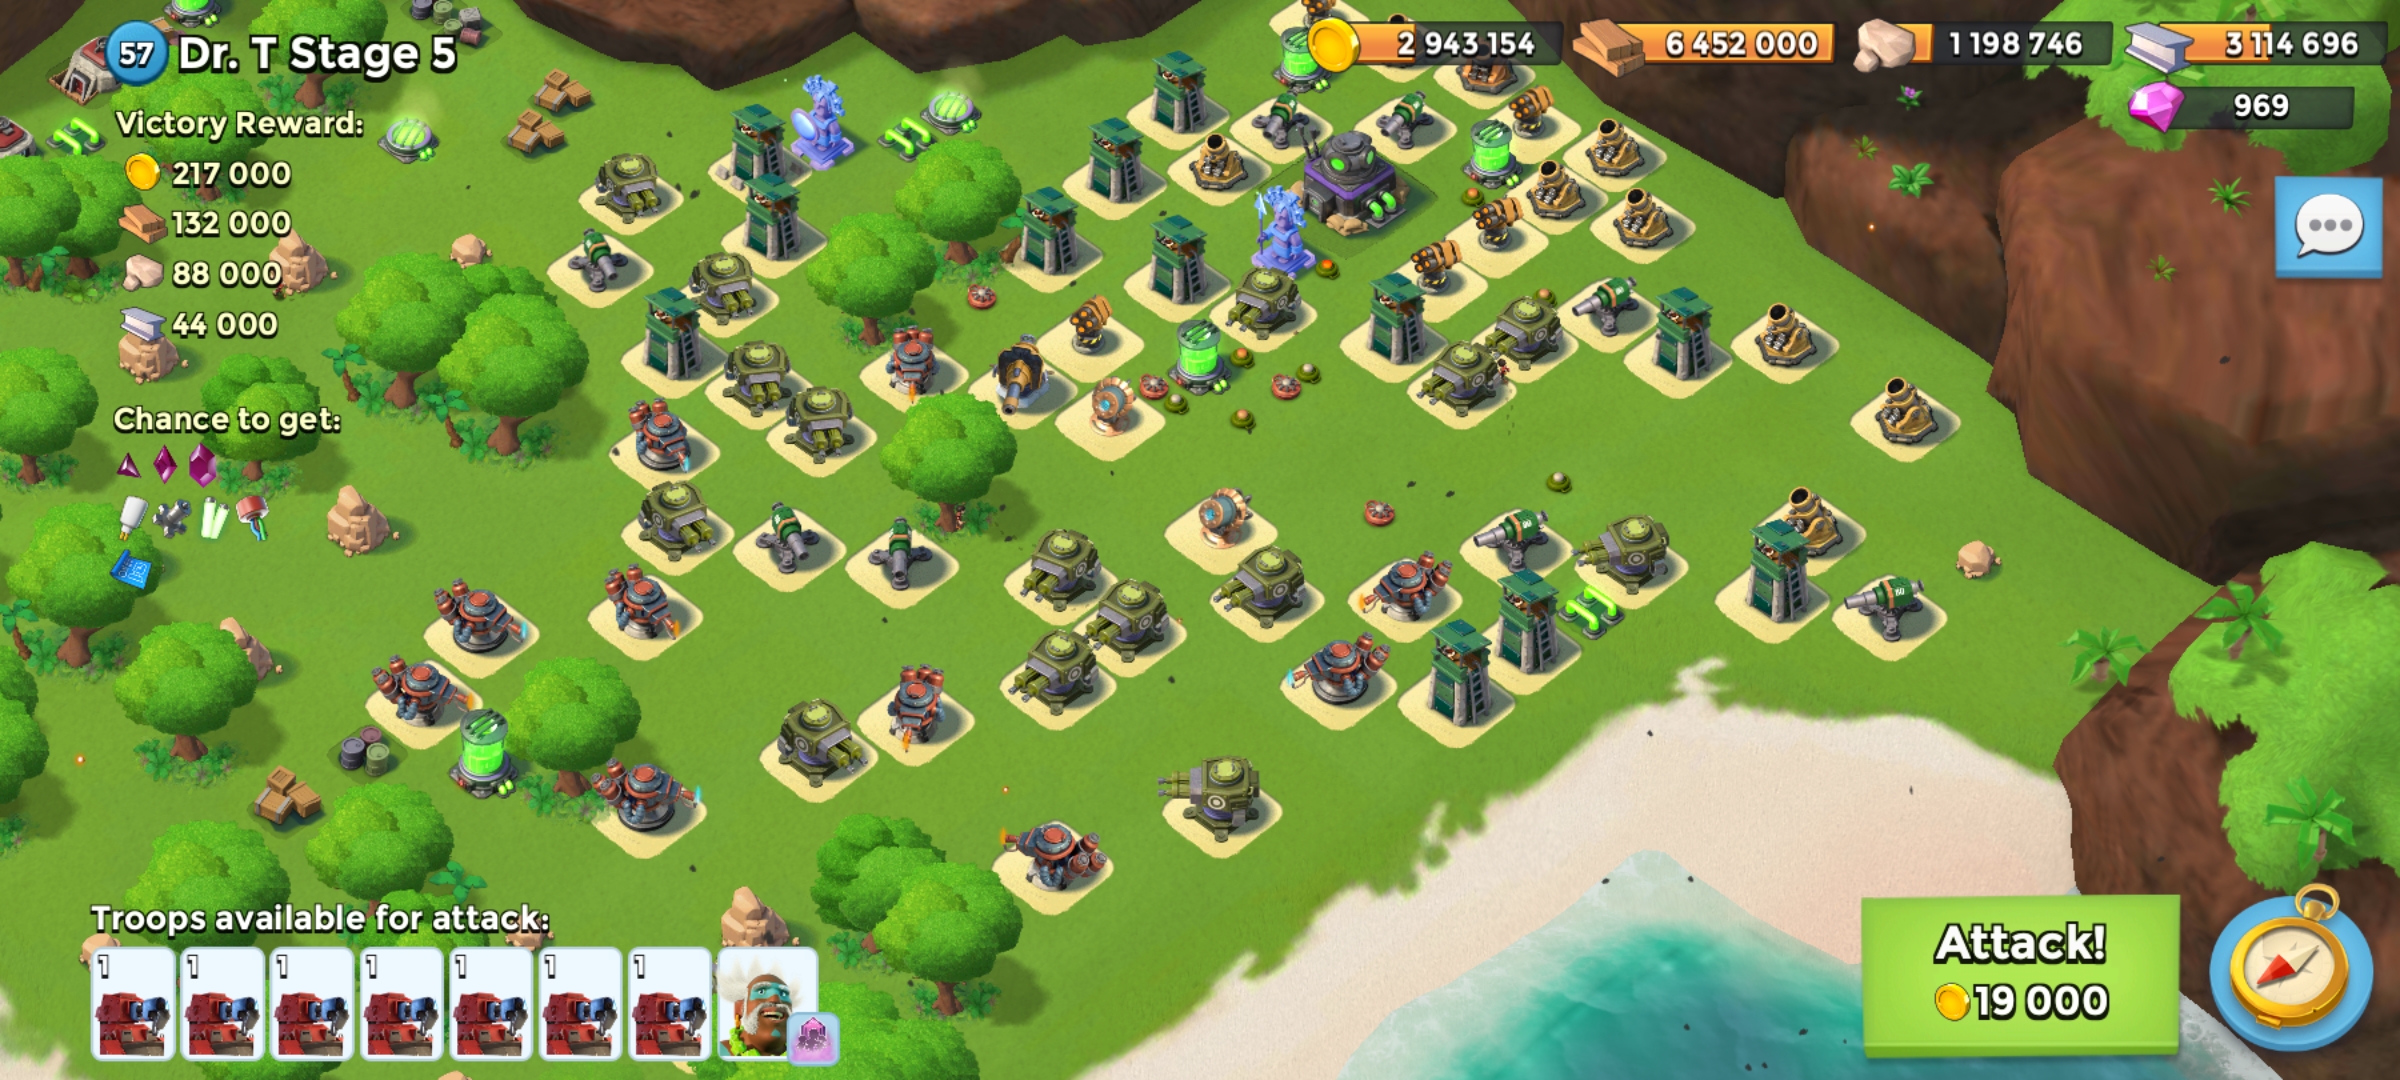 57 Dr. T Stage 5
2 943 154
6 452 000
1 198 746
3 114 696
969
Victory Reward:
217 000
132 000
88 000
44 000
Chance to get:
Troops available for attack:
1 1 1 1 1 1 1
Attack!
19 000